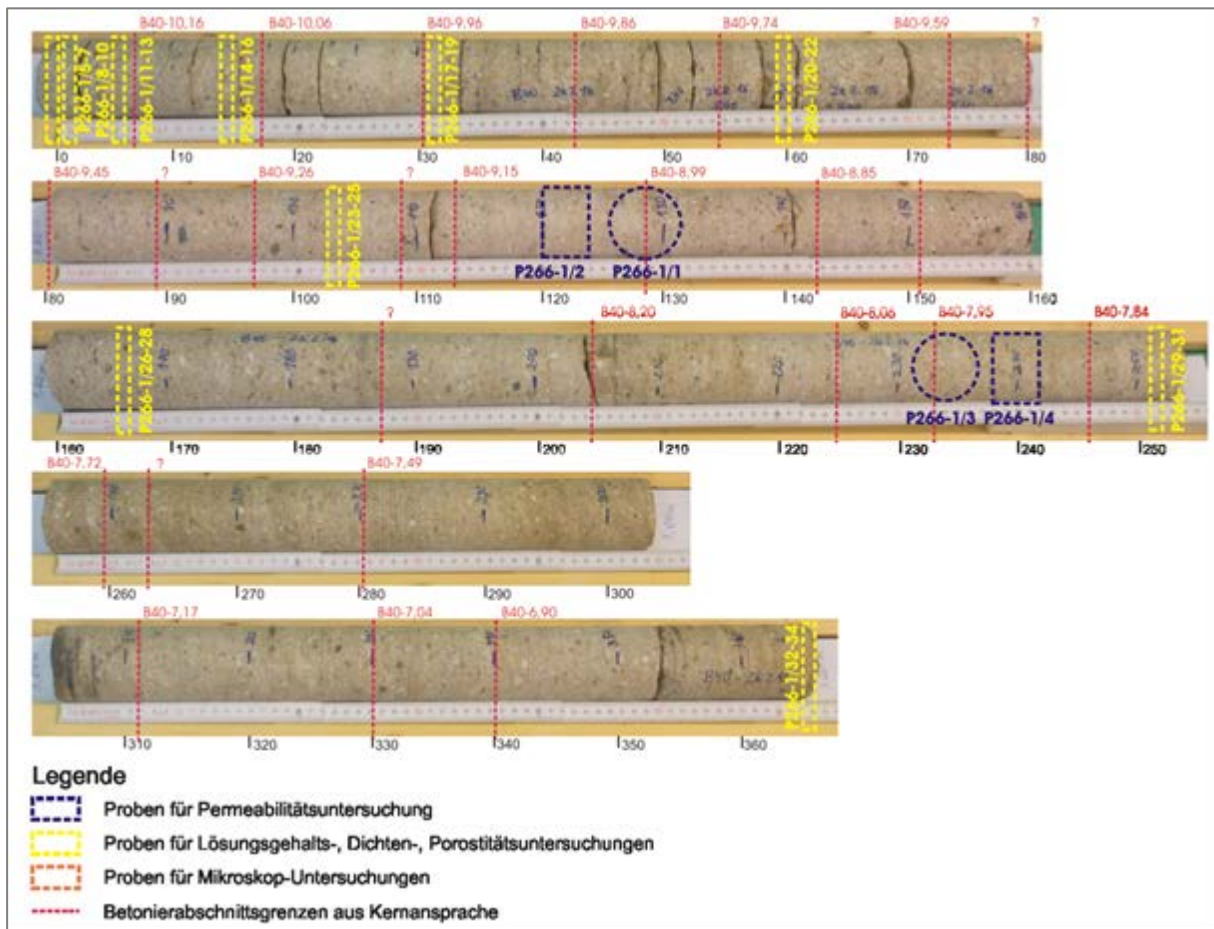 B40-10,16 B40-10,06 B40-9,96 B40-9,86 B40-9,74 B40-9,59 ?
P266-1/5-7 P266-1/8-10 P266-1/11-13 P266-1/14-16 P266-1/17-19 P266-1/20-22
0 10 20 30 40 50 60 70 80
B40-9,45 ? B40-9,26 ? B40-9,15 B40-8,99 B40-8,85
P266-1/23-25
P266-1/2 P266-1/1
80 90 100 110 120 130 140 150 160
? B40-8,20 B40-8,06 B40-7,95 B40-7,84
P266-1/26-28 P266-1/29-31
P266-1/3 P266-1/4
160 170 180 190 200 210 220 230 240 250
B40-7,72 ? B40-7,49
260 270 280 290 300
B40-7,17 B40-7,04 B40-6,90
P266-1/32-34
310 320 330 340 350 360
Legende
Proben für Permeabilitätsuntersuchung
Proben für Lösungsgehalts-, Dichten-, Porostitätsuntersuchungen
Proben für Mikroskop-Untersuchungen
Betonierabschnittsgrenzen aus Kernansprache